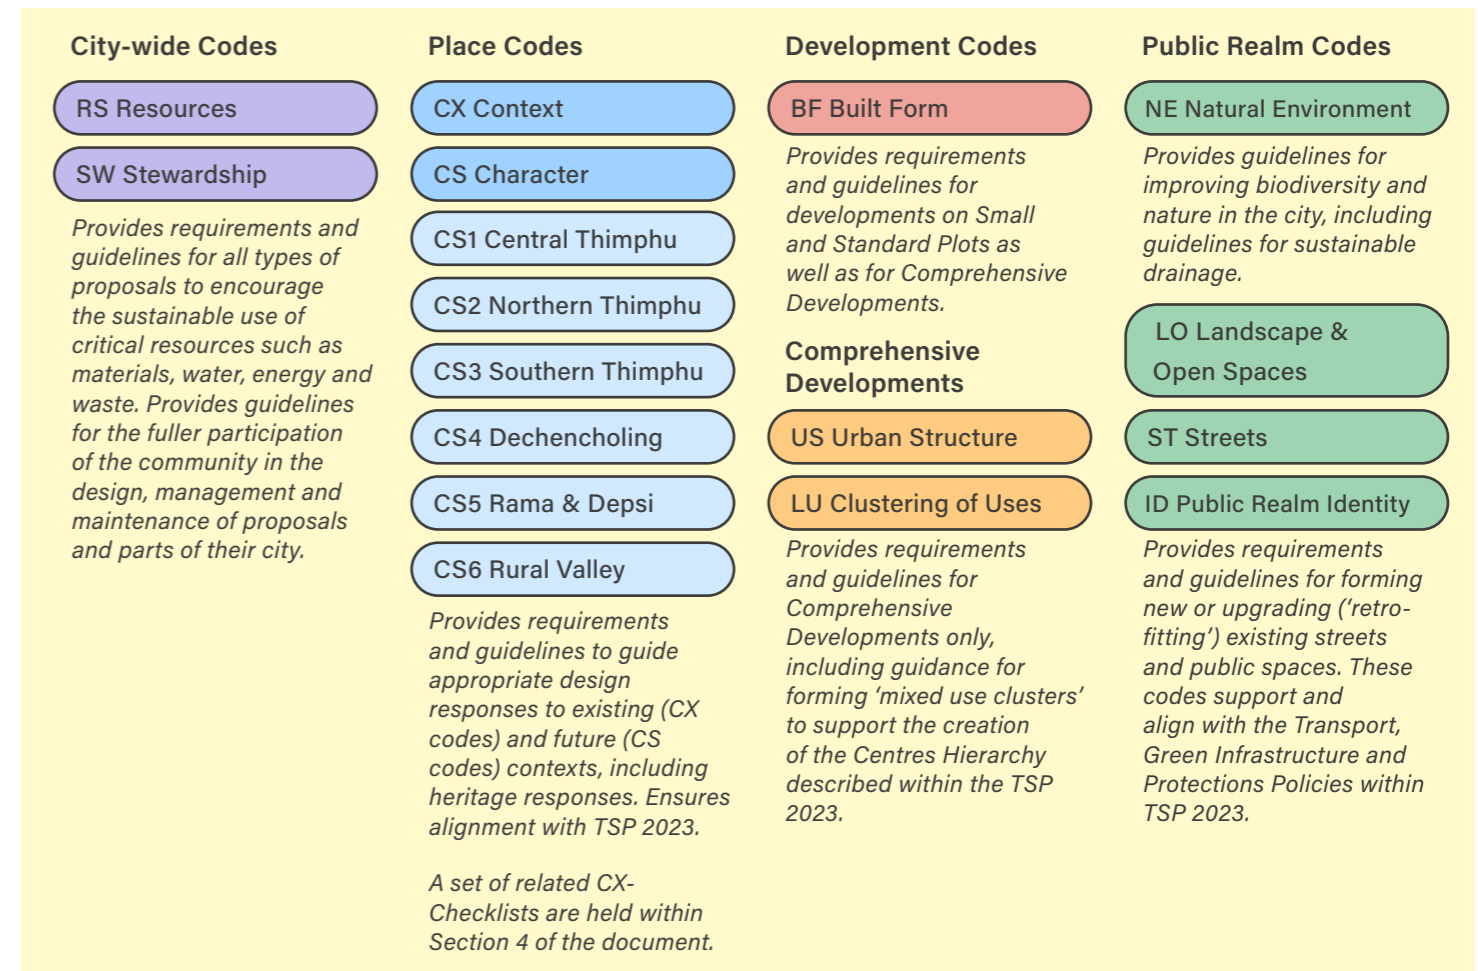 City-wide Codes
RS Resources
SW Stewardship
Provides requirements and
guidelines for all types of
proposals to encourage
the sustainable use of
critical resources such as
materials, water, energy and
waste. Provides guidelines
for the fuller participation
of the community in the
design, management and
maintenance of proposals
and parts of their city.
Place Codes
CX Context
CS Character
CS1 Central Thimphu
CS2 Northern Thimphu
CS3 Southern Thimphu
CS4 Dechencholing
CS5 Rama & Depsi
CS6 Rural Valley
Provides requirements
and guidelines to guide
appropriate design
responses to existing (CX
codes) and future (CS
codes) contexts, including
heritage responses. Ensures
alignment with TSP 2023.
A set of related CX-
Checklists are held within
Section 4 of the document.
Development Codes
BF Built Form
Provides requirements
and guidelines for
developments on Small
and Standard Plots as
well as for Comprehensive
Developments.
Comprehensive
Developments
US Urban Structure
LU Clustering of Uses
Provides requirements
and guidelines for
Comprehensive
Developments only,
including guidance for
forming ‘mixed use clusters’
to support the creation
of the Centres Hierarchy
described within the TSP
2023.
Public Realm Codes
NE Natural Environment
Provides guidelines for
improving biodiversity and
nature in the city, including
guidelines for sustainable
drainage.
LO Landscape &
Open Spaces
ST Streets
ID Public Realm Identity
Provides requirements
and guidelines for forming
new or upgrading (‘retro-
fitting’) existing streets
and public spaces. These
codes support and
align with the Transport,
Green Infrastructure and
Protections Policies within
TSP 2023.